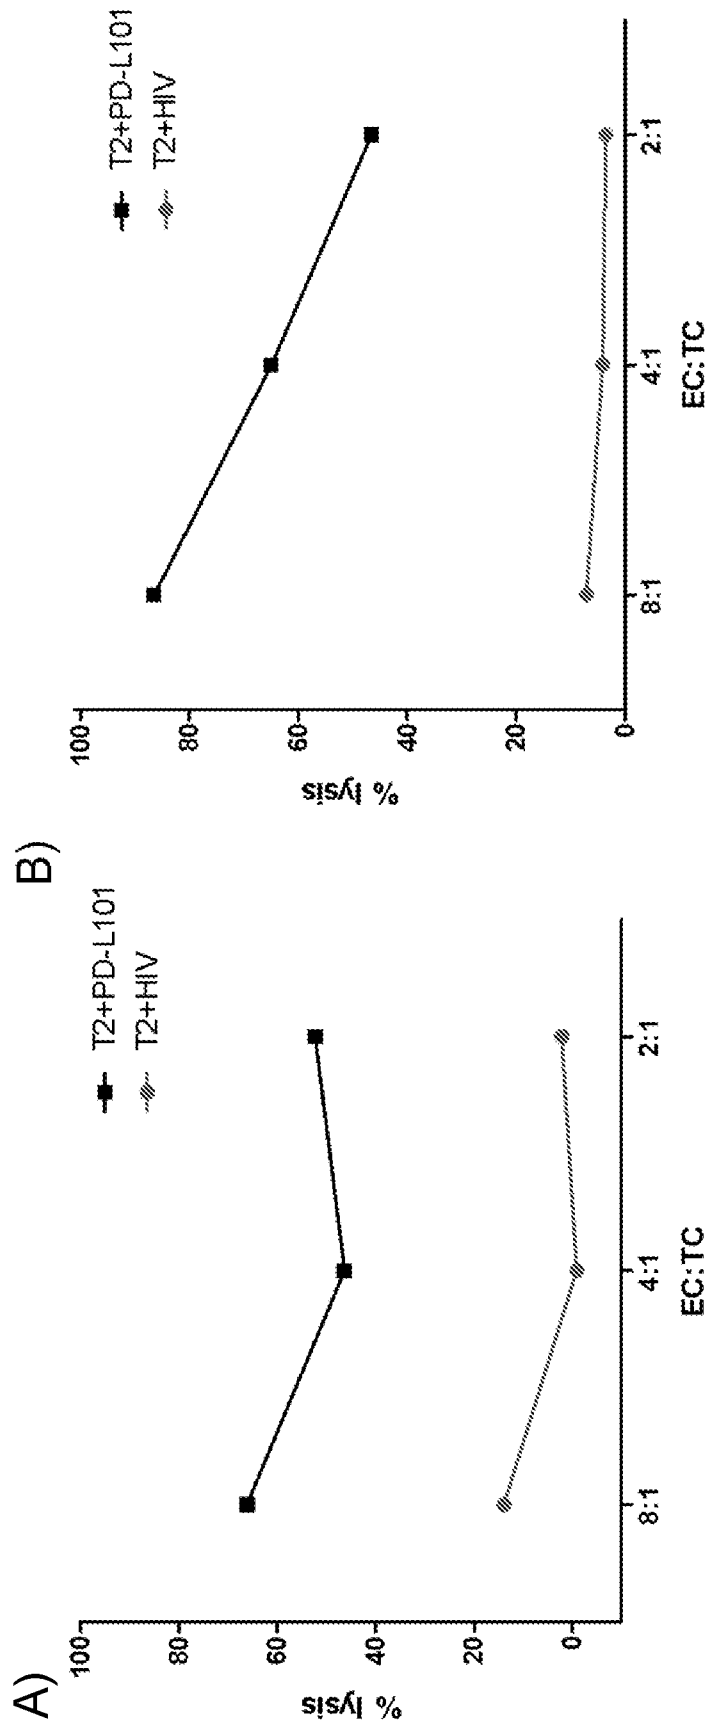 A)
T2+PD-L101
T2+HIV
% lysis
100
80
60
40
20
0
8:1
4:1
2:1
EC:TC
B)
T2+PD-L101
T2+HIV
% lysis
100
80
60
40
20
0
8:1
4:1
2:1
EC:TC